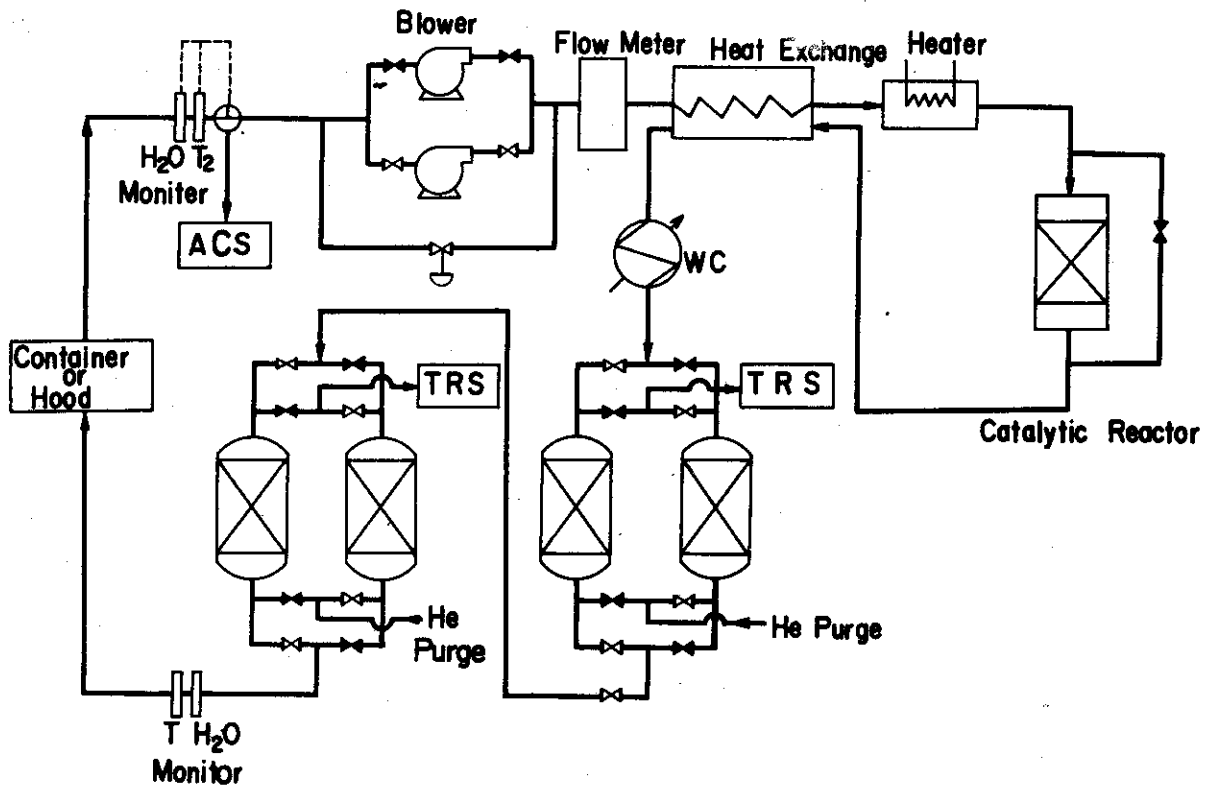 Blower
Flow Meter
Heat Exchange
Heater
H₂O T₂
Moniter
ACS
WC
Container
or
Hood
TRS
TRS
Catalytic Reactor
He
Purge
He Purge
T H₂O
Monitor